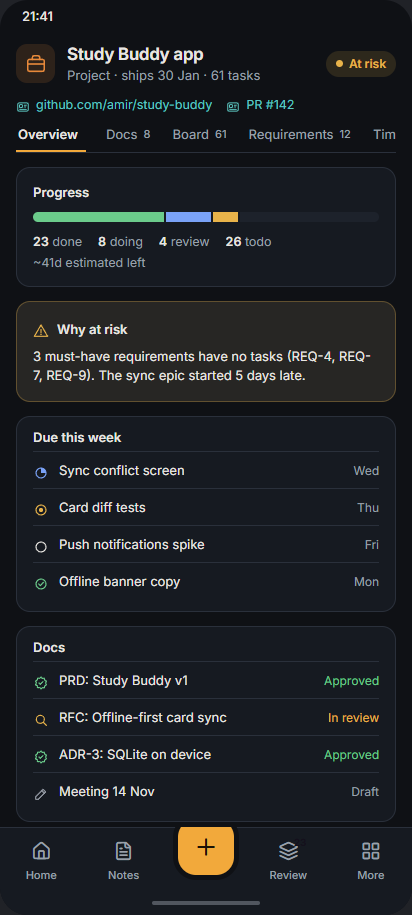 21:41
Study Buddy app
Project · ships 30 Jan · 61 tasks
At risk
github.com/amir/study-buddy
PR #142
Overview
Docs 8
Board 61
Requirements 12
Tim
Progress
23 done 8 doing 4 review 26 todo
~41d estimated left
Why at risk
3 must-have requirements have no tasks (REQ-4, REQ-
7, REQ-9). The sync epic started 5 days late.
Due this week
Sync conflict screen Wed
Card diff tests Thu
Push notifications spike Fri
Offline banner copy Mon
Docs
PRD: Study Buddy v1 Approved
RFC: Offline-first card sync In review
ADR-3: SQLite on device Approved
Meeting 14 Nov Draft
Home
Notes
Review
More